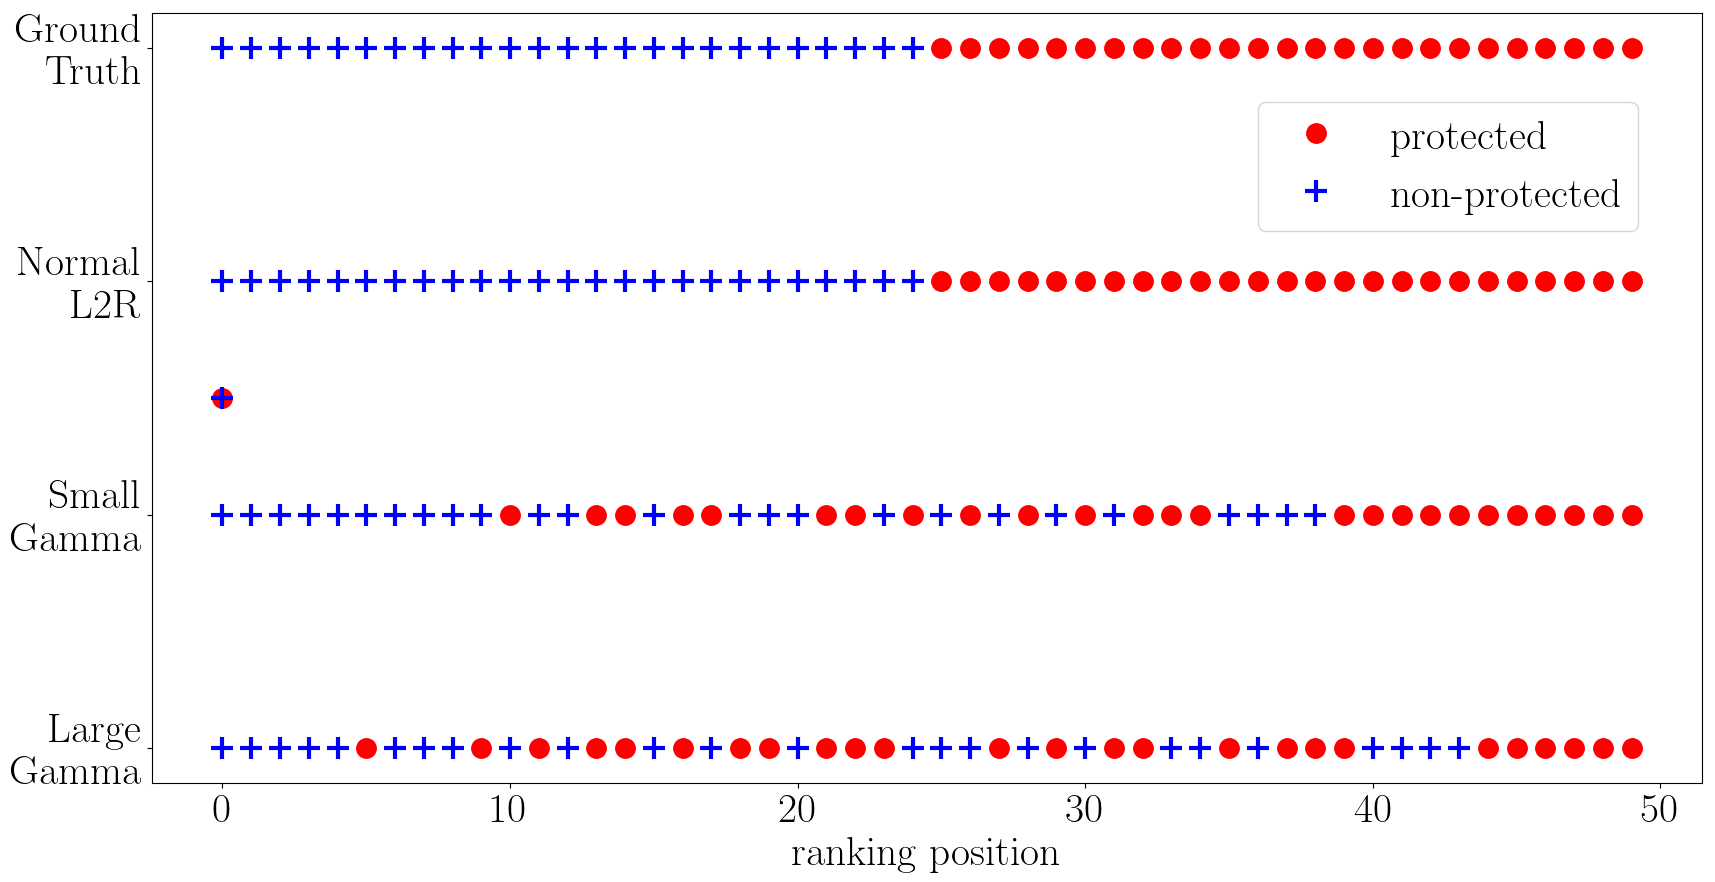 Ground
Truth
protected
non-protected
Normal
L2R
Small
Gamma
Large
Gamma
0 10 20 30 40 50
ranking position